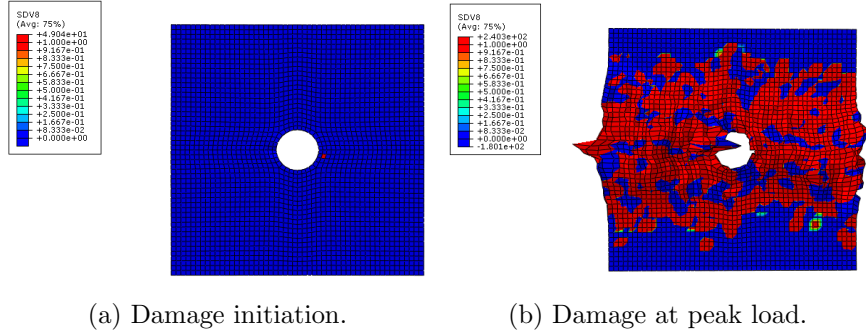 SDV8
(Avg: 75%)
+4.904e+01
+1.000e+00
+9.167e-01
+8.333e-01
+7.500e-01
+6.667e-01
+5.833e-01
+5.000e-01
+4.167e-01
+3.333e-01
+2.500e-01
+1.667e-01
+8.333e-02
+0.000e+00
SDV8
(Avg: 75%)
+2.403e+02
+1.000e+00
+9.167e-01
+8.333e-01
+7.500e-01
+6.667e-01
+5.833e-01
+5.000e-01
+4.167e-01
+3.333e-01
+2.500e-01
+1.667e-01
+8.333e-02
+0.000e+00
-1.801e+02
(a) Damage initiation.
(b) Damage at peak load.